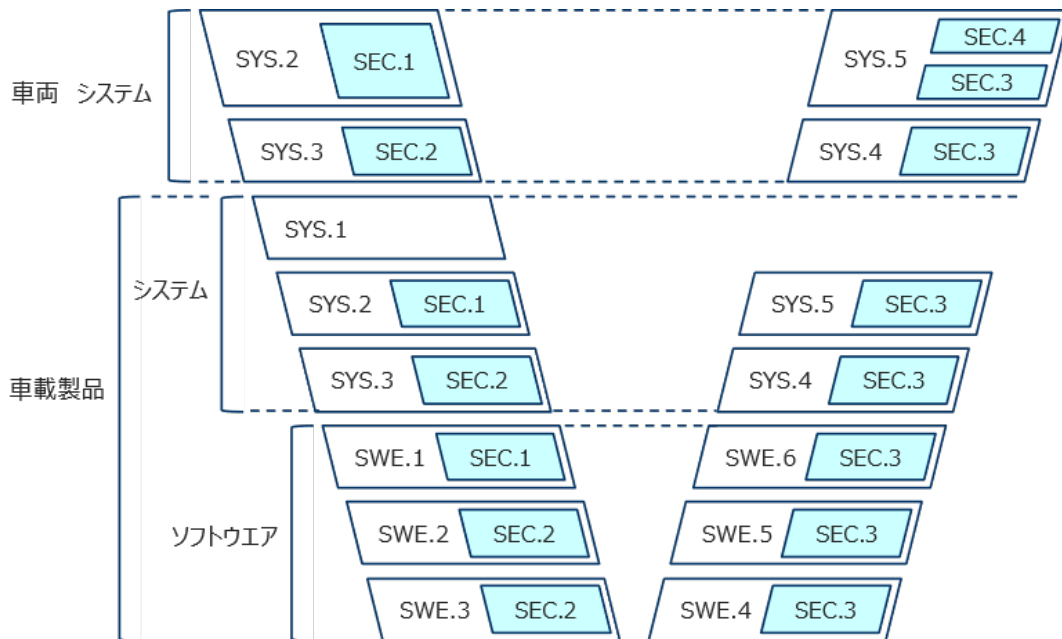 SYS.2
SEC.1
SYS.5
SEC.4
SEC.3
車両 システム
SYS.3
SEC.2
SYS.4
SEC.3
SYS.1
システム
SYS.2
SEC.1
SYS.5
SEC.3
車載製品
SYS.3
SEC.2
SYS.4
SEC.3
SWE.1
SEC.1
SWE.6
SEC.3
ソフトウエア
SWE.2
SEC.2
SWE.5
SEC.3
SWE.3
SEC.2
SWE.4
SEC.3